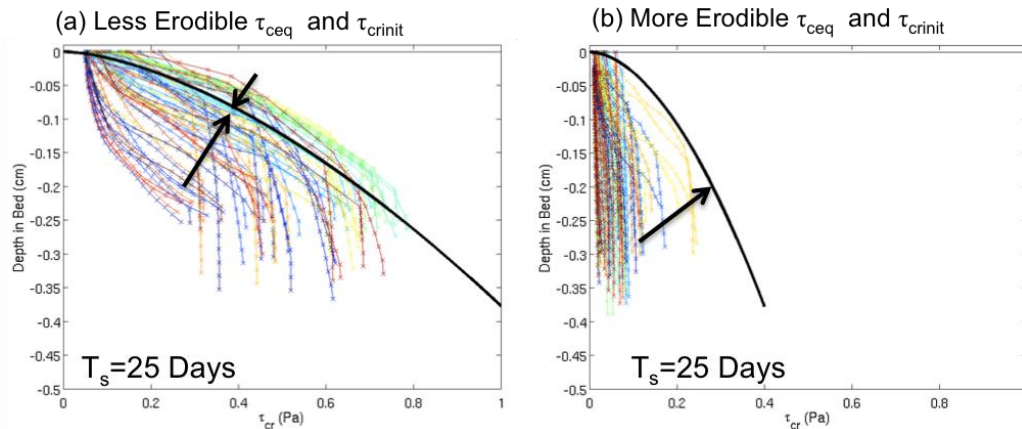 (a) Less Erodible τceq and τcrinit
0
-0.05
-0.1
-0.15
-0.2
-0.25
-0.3
-0.35
-0.4
-0.45
-0.5
Depth in Bed (cm)
Ts=25 Days
0 0.2 0.4 0.6 0.8 1
τcr (Pa)
(b) More Erodible τceq and τcrinit
0
-0.05
-0.1
-0.15
-0.2
-0.25
-0.3
-0.35
-0.4
-0.45
-0.5
Depth in Bed (cm)
Ts=25 Days
0 0.2 0.4 0.6 0.8
τcr (Pa)